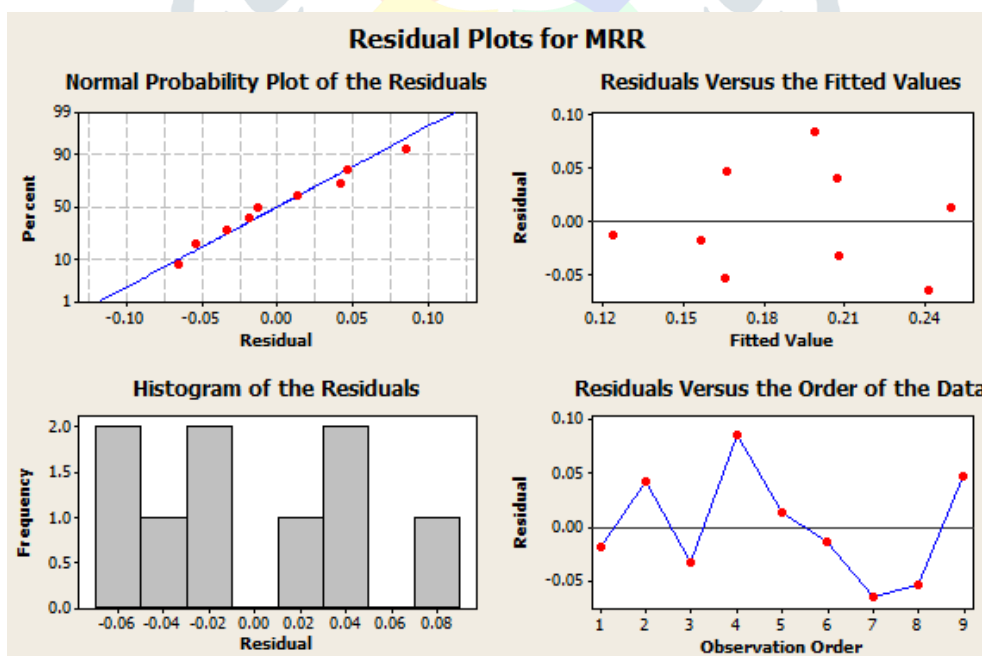 Residual Plots for MRR
Normal Probability Plot of the Residuals
99
90
50
10
1
Percent
-0.10 -0.05 0.00 0.05 0.10
Residual
Residuals Versus the Fitted Values
0.10
0.05
0.00
-0.05
Residual
0.12 0.15 0.18 0.21 0.24
Fitted Value
Histogram of the Residuals
2.0
1.5
1.0
0.5
0.0
Frequency
-0.06 -0.04 -0.02 0.00 0.02 0.04 0.06 0.08
Residual
Residuals Versus the Order of the Data
0.10
0.05
0.00
-0.05
Residual
1 2 3 4 5 6 7 8 9
Observation Order